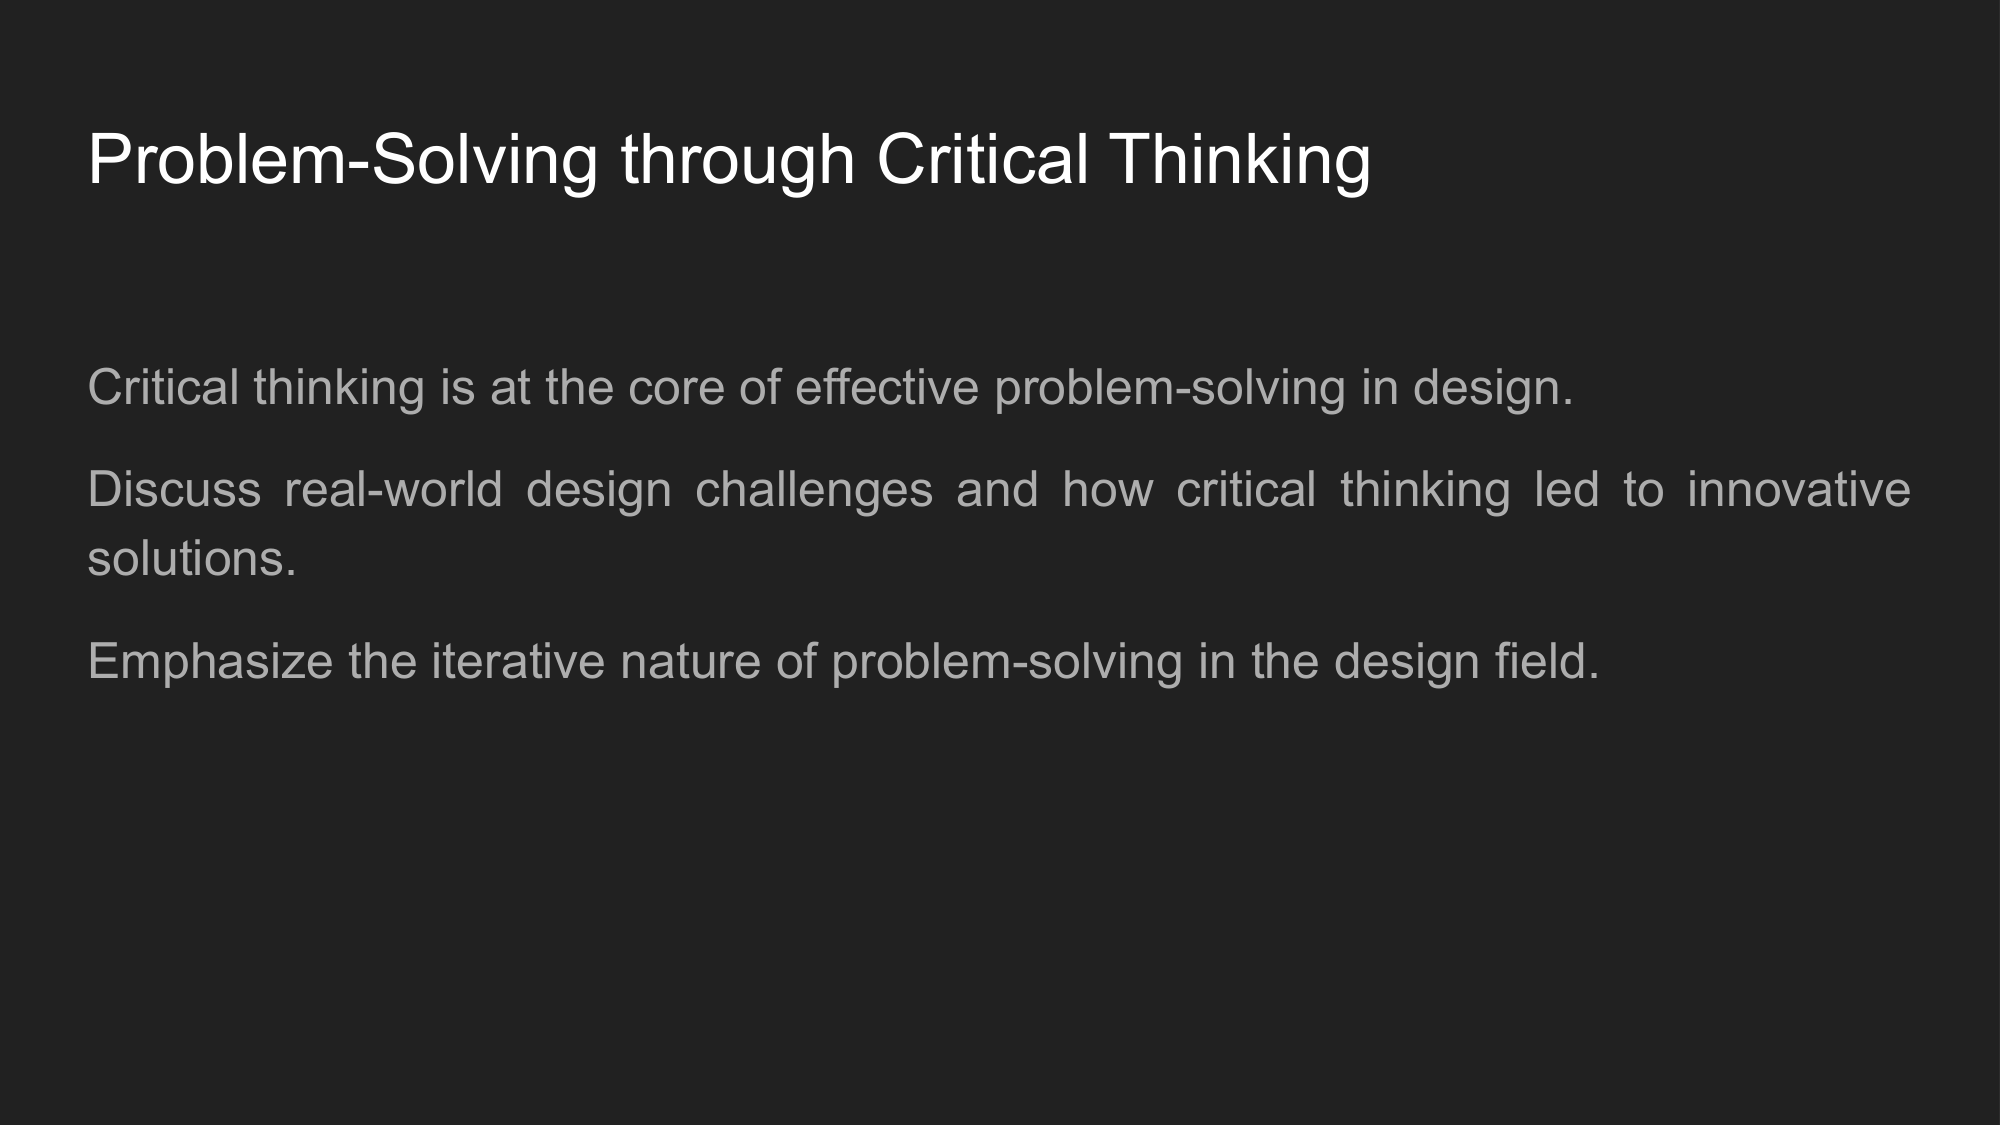 Problem-Solving through Critical Thinking
Critical thinking is at the core of effective problem-solving in design.
Discuss real-world design challenges and how critical thinking led to innovative
solutions.
Emphasize the iterative nature of problem-solving in the design field.